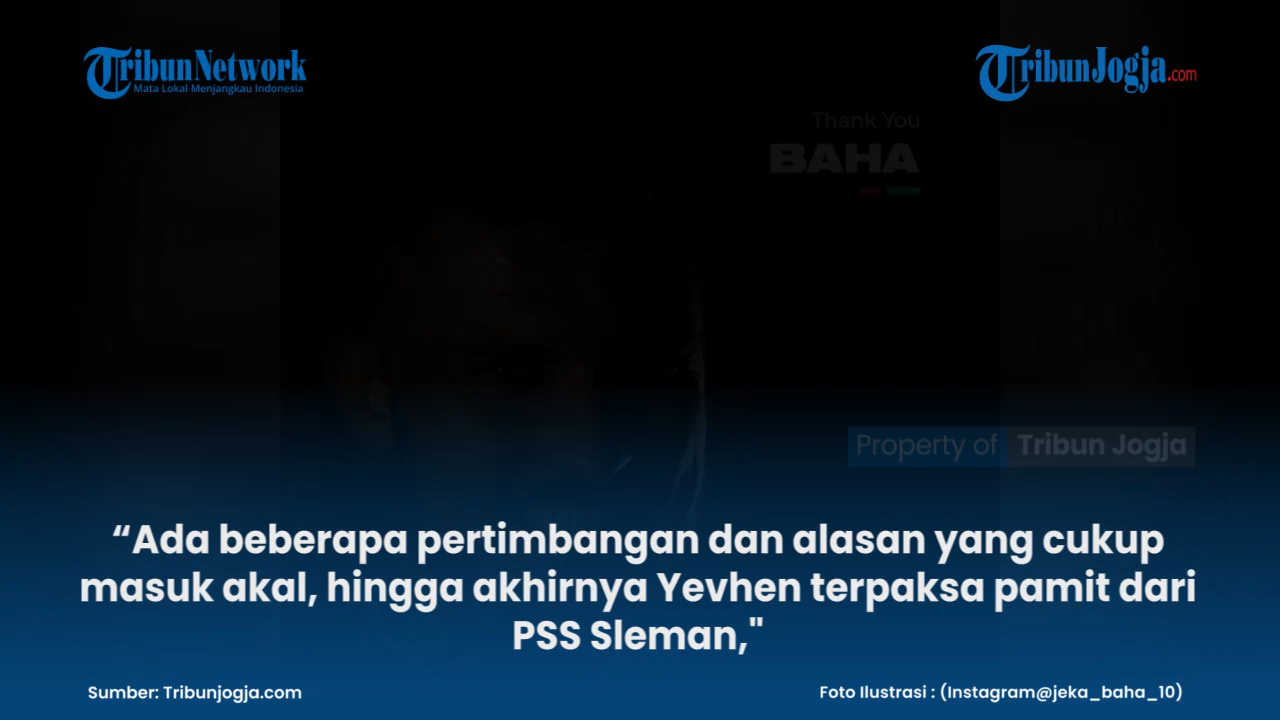 TribunNetwork
Mata Lokal Menjangkau Indonesia
TribunJogja.com
Thank You
BAHA
Property of Tribun Jogja
“Ada beberapa pertimbangan dan alasan yang cukup
masuk akal, hingga akhirnya Yevhen terpaksa pamit dari
PSS Sleman,"
Sumber: Tribunjogja.com
Foto Ilustrasi : (Instagram@jeka_baha_10)